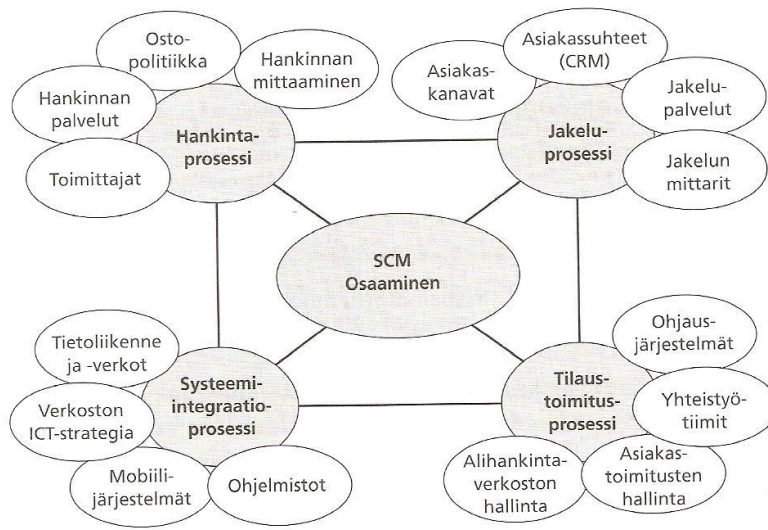 Osto-
politiikka
Hankinnan
mittaaminen
Hankinnan
palvelut
Toimittajat
Hankinta-
prosessi
Asiakas-
kanavat
Asiakassuhteet
(CRM)
Jakelu-
palvelut
Jakelun
mittarit
Jakelu-
prosessi
SCM
Osaaminen
Tietoliikenne
ja -verkot
Verkoston
ICT-strategia
Mobiili-
järjestelmät
Ohjelmistot
Systeemi-
integraatio-
prosessi
Tilaus-
toimitus-
prosessi
Ohjaus-
järjestelmät
Yhteistyö-
tiimit
Asiakas-
toimitusten
hallinta
Alihankinta-
verkoston
hallinta